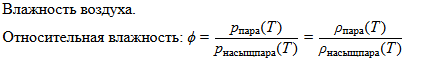 Влажность воздуха.
Относительная влажность: ϕ = pпара(T) / pнасыщпара(T) = ρпара(T) / ρнасыщпара(T)